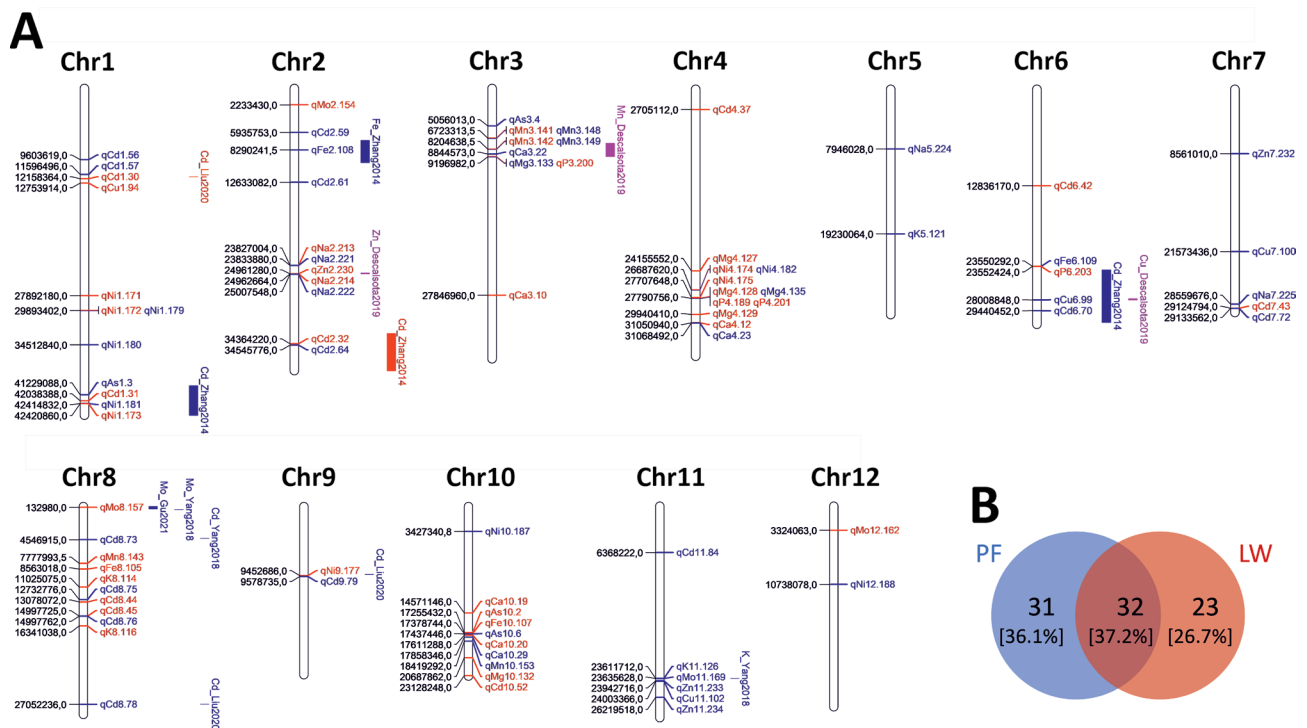 A
Chr1
9603619,0 qCd1.56
11596496,0 qCd1.57
12158364,0 qCd1.30
12753914,0 qCu1.94
27892180,0 qNi1.171
29893402,0 qNi1.172 qNi1.179
34512840,0 qNi1.180
41229088,0 qAs1.3
42038388,0 qCd1.31
42414832,0 qNi1.181
42420860,0 qNi1.173
Cd_Liu2020
Cd_Zhang2014
Chr2
2233430,0 qMo2.154
5935753,0 qCd2.59
8290241,5 qFe2.108
12633082,0 qCd2.61
23827004,0 qNa2.213
23833880,0 qNa2.221
24961280,0 qZn2.230
24962664,0 qNa2.214
25007548,0 qNa2.222
34364220,0 qCd2.32
34545776,0 qCd2.64
Fe_Zhang2014
Zn_Descalsota2019
Cd_Zhang2014
Chr3
5056013,0 qAs3.4
6723313,5 qMn3.141 qMn3.148
8204638,5 qMn3.142 qMn3.149
8844573,0 qCa3.22
9196982,0 qMg3.133 qP3.200
27846960,0 qCa3.10
Mn_Descalsota2019
Chr4
2705112,0 qCd4.37
24155552,0 qMg4.127
26687620,0 qNi4.174 qNi4.182
27707648,0 qNi4.175
27790756,0 qMg4.128 qMg4.135
qP4.189 qP4.201
29940410,0 qMg4.129
31050940,0 qCa4.12
31068492,0 qCa4.23
Chr5
7946028,0 qNa5.224
19230064,0 qK5.121
Chr6
12836170,0 qCd6.42
23550292,0 qFe6.109
23552424,0 qP6.203
28008848,0 qCu6.99
29440452,0 qCd6.70
Cd_Zhang2014
Cu_Descalsota2019
Chr7
8561010,0 qZn7.232
21573436,0 qCu7.100
28559676,0 qNa7.225
29124794,0 qCd7.43
29133562,0 qCd7.72
Chr8
132980,0 qMo8.157
4546915,0 qCd8.73
7777993,5 qMn8.143
8563018,0 qFe8.105
11025075,0 qK8.114
12732776,0 qCd8.75
13078072,0 qCd8.44
14997725,0 qCd8.45
14997762,0 qCd8.76
16341038,0 qK8.116
27052236,0 qCd8.78
Mo_Gu2021
Mo_Yang2018
Cd_Yang2018
Cd_Liu2020
Chr9
9452686,0 qNi9.177
9578735,0 qCd9.79
Cd_Liu2020
Chr10
3427340,8 qNi10.187
14571146,0 qCa10.19
17255432,0 qAs10.2
17378744,0 qFe10.107
17437446,0 qAs10.6
17611288,0 qCa10.20
17858346,0 qCa10.29
18419292,0 qMn10.153
20687862,0 qMg10.132
23128248,0 qCd10.52
Chr11
6368222,0 qCd11.84
23611712,0 qK11.126
23635628,0 qMo11.169
23942716,0 qZn11.233
24003366,0 qCu11.102
26219518,0 qZn11.234
K_Yang2018
Chr12
3324063,0 qMo12.162
10738078,0 qNi12.188
B
PF LW
31 32 23
[36.1%] [37.2%] [26.7%]